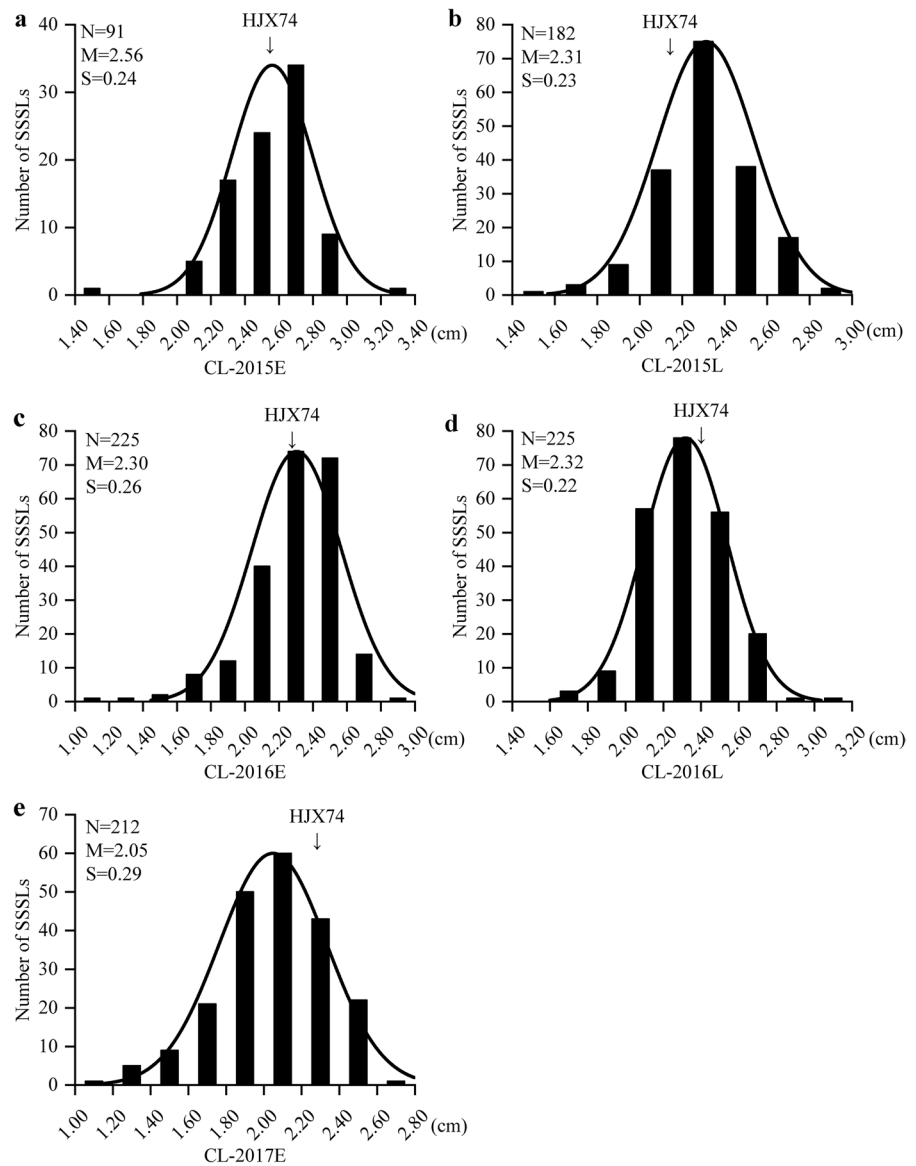 a
HJX74
N=91
M=2.56
S=0.24
Number of SSSLs
40
30
20
10
0
1.40 1.60 1.80 2.00 2.20 2.40 2.60 2.80 3.00 3.20 3.40 (cm)
CL-2015E
b
HJX74
N=182
M=2.31
S=0.23
Number of SSSLs
80
70
60
50
40
30
20
10
0
1.40 1.60 1.80 2.00 2.20 2.40 2.60 2.80 3.00 (cm)
CL-2015L
c
HJX74
N=225
M=2.30
S=0.26
Number of SSSLs
80
70
60
50
40
30
20
10
0
1.00 1.20 1.40 1.60 1.80 2.00 2.20 2.40 2.60 2.80 3.00 (cm)
CL-2016E
d
HJX74
N=225
M=2.32
S=0.22
Number of SSSLs
80
70
60
50
40
30
20
10
0
1.40 1.60 1.80 2.00 2.20 2.40 2.60 2.80 3.00 3.20 (cm)
CL-2016L
e
HJX74
N=212
M=2.05
S=0.29
Number of SSSLs
70
60
50
40
30
20
10
0
1.00 1.20 1.40 1.60 1.80 2.00 2.20 2.40 2.60 2.80 (cm)
CL-2017E